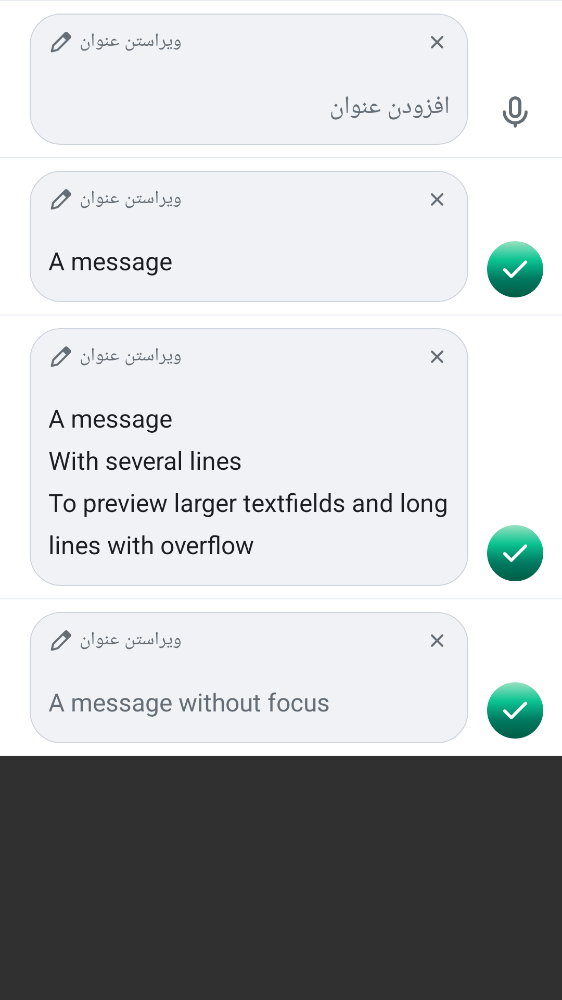 ویراستن عنوان
افزودن عنوان
ویراستن عنوان
A message
ویراستن عنوان
A message
With several lines
To preview larger textfields and long
lines with overflow
ویراستن عنوان
A message without focus